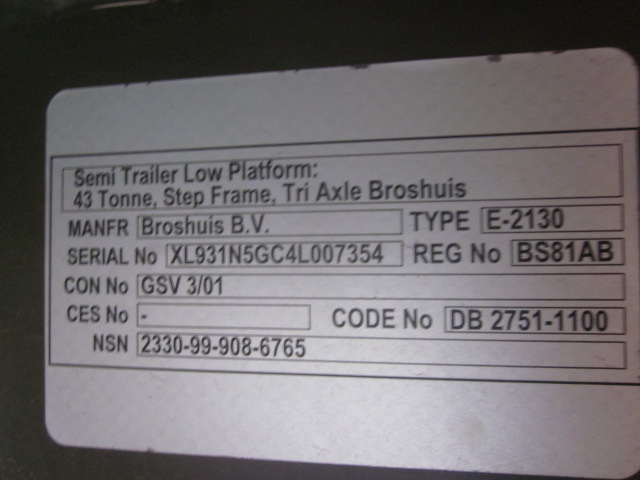 Semi Trailer Low Platform:
43 Tonne, Step Frame, Tri Axle Broshuis
MANFR Broshuis B.V. TYPE E-2130
SERIAL No XL931N5GC4L007354 REG No BS81AB
CON No GSV 3/01
CES No - CODE No DB 2751-1100
NSN 2330-99-908-6765